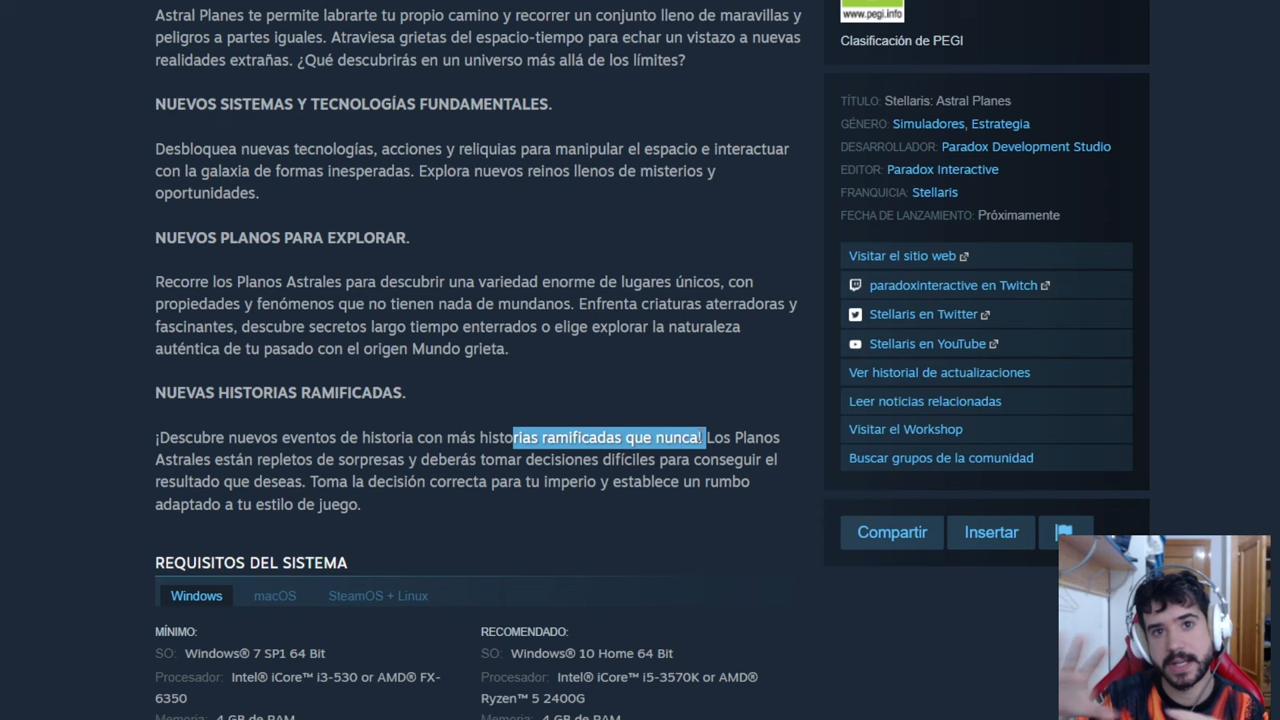 Astral Planes te permite labrarte tu propio camino y recorrer un conjunto lleno de maravillas y
peligros a partes iguales. Atraviesa grietas del espacio-tiempo para echar un vistazo a nuevas
realidades extrañas. ¿Qué descubrirás en un universo más allá de los límites?
NUEVOS SISTEMAS Y TECNOLOGÍAS FUNDAMENTALES.
Desbloquea nuevas tecnologías, acciones y reliquias para manipular el espacio e interactuar
con la galaxia de formas inesperadas. Explora nuevos reinos llenos de misterios y
oportunidades.
NUEVOS PLANOS PARA EXPLORAR.
Recorre los Planos Astrales para descubrir una variedad enorme de lugares únicos, con
propiedades y fenómenos que no tienen nada de mundanos. Enfrenta criaturas aterradoras y
fascinantes, descubre secretos largo tiempo enterrados o elige explorar la naturaleza
auténtica de tu pasado con el origen Mundo grieta.
NUEVAS HISTORIAS RAMIFICADAS.
¡Descubre nuevos eventos de historia con más historias ramificadas que nunca! Los Planos
Astrales están repletos de sorpresas y deberás tomar decisiones difíciles para conseguir el
resultado que deseas. Toma la decisión correcta para tu imperio y establece un rumbo
adaptado a tu estilo de juego.
REQUISITOS DEL SISTEMA
Windows macOS SteamOS + Linux
MÍNIMO:
SO: Windows® 7 SP1 64 Bit
Procesador: Intel® iCore™ i3-530 or AMD® FX-
6350
Memoria: 4 GB de RAM
RECOMENDADO:
SO: Windows® 10 Home 64 Bit
Procesador: Intel® iCore™ i5-3570K or AMD®
Ryzen™ 5 2400G
Memoria: 4 GB de RAM
www.pegi.info
Clasificación de PEGI
TÍTULO: Stellaris: Astral Planes
GÉNERO: Simuladores, Estrategia
DESARROLLADOR: Paradox Development Studio
EDITOR: Paradox Interactive
FRANQUICIA: Stellaris
FECHA DE LANZAMIENTO: Próximamente
Visitar el sitio web
paradoxinteractive en Twitch
Stellaris en Twitter
Stellaris en YouTube
Ver historial de actualizaciones
Leer noticias relacionadas
Visitar el Workshop
Buscar grupos de la comunidad
Compartir Insertar